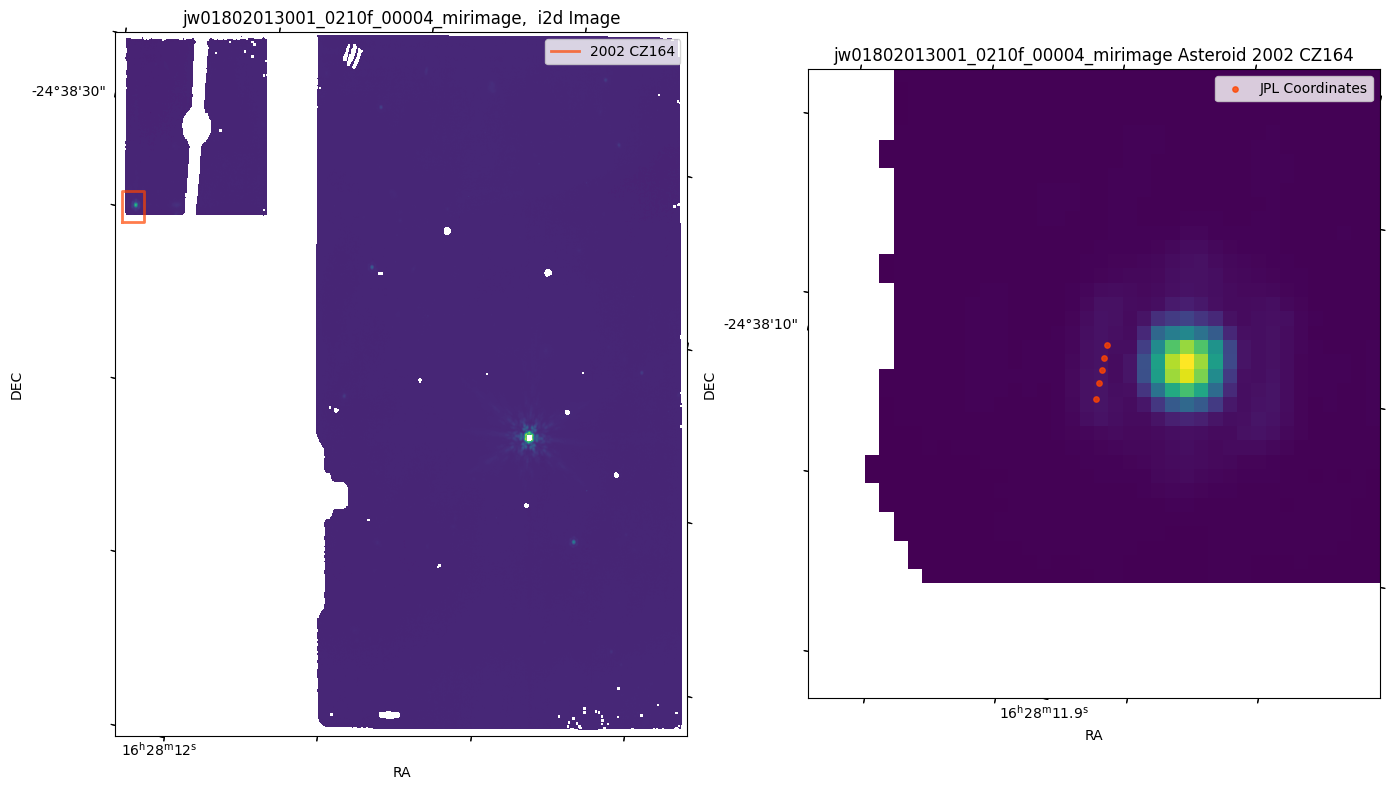 jw01802013001_0210f_00004_mirimage,  i2d Image
2002 CZ164
-24°38'30"
DEC
16h28m12s
RA
jw01802013001_0210f_00004_mirimage Asteroid 2002 CZ164
JPL Coordinates
-24°38'10"
DEC
16h28m11.9s
RA